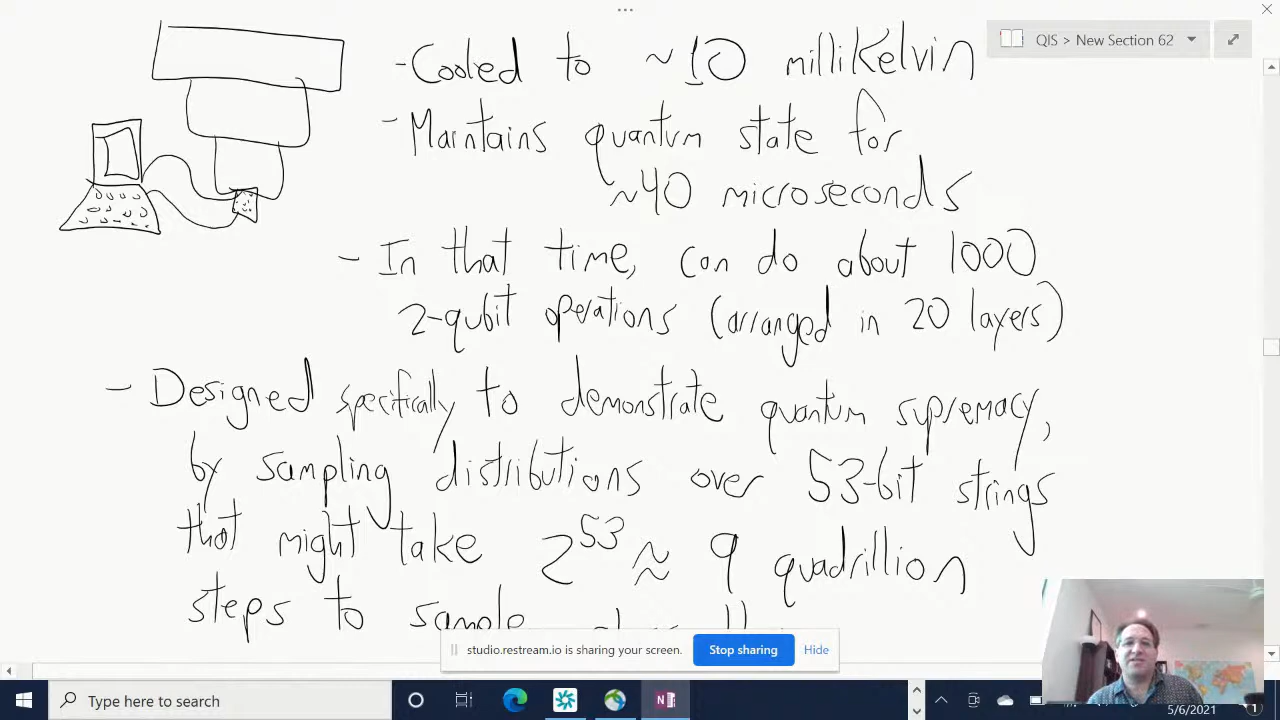 ...
QIS > New Section 62
- Cooled to ~10 milliKelvin
- Maintains quantum state for
~40 microseconds
- In that time, can do about 1000
2-qubit operations (arranged in 20 layers)
- Designed specifically to demonstrate quantum supremacy,
by sampling distributions over 53-bit strings
that might take 2^53 ≈ 9 quadrillion
steps to sample
studio.restream.io is sharing your screen.
Stop sharing
Hide
Type here to search
N
5/6/2021
1